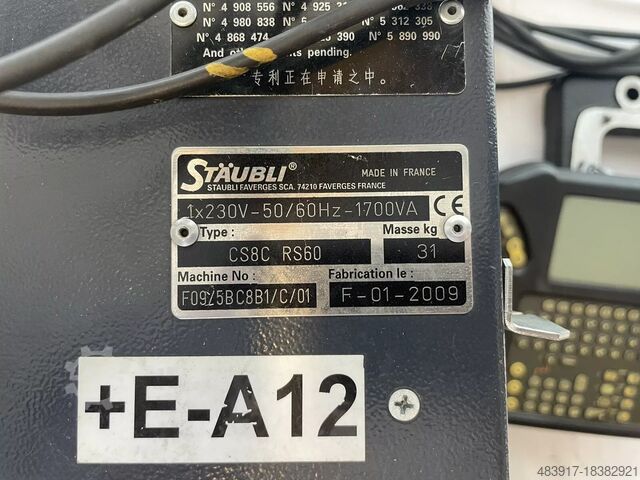 N° 4 908 556 N° 4 925 3
N° 4 980 838 N° 6 N° 5 312 305
N° 4 868 474 390 N° 5 890 990
And pending.
专利正在申请之中。
STÄUBLI® MADE IN FRANCE
STAUBLI FAVERGES SCA. 74210 FAVERGES FRANCE
1x230V-50/60Hz-1700VA CE
Type: Masse kg
CS8C RS60 31
Machine No: Fabrication le:
5BC8B1/C/01 F-01-2009
+E-A12
483917-18382921